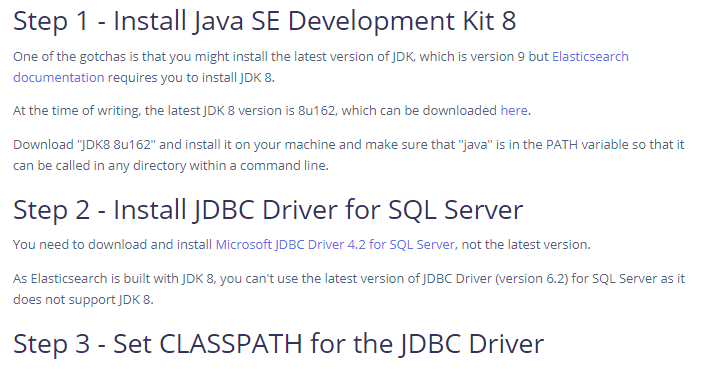 Step 1 - Install Java SE Development Kit 8
One of the gotchas is that you might install the latest version of JDK, which is version 9 but Elasticsearch
documentation requires you to install JDK 8.
At the time of writing, the latest JDK 8 version is 8u162, which can be downloaded here.
Download "JDK8 8u162" and install it on your machine and make sure that "java" is in the PATH variable so that it
can be called in any directory within a command line.
Step 2 - Install JDBC Driver for SQL Server
You need to download and install Microsoft JDBC Driver 4.2 for SQL Server, not the latest version.
As Elasticsearch is built with JDK 8, you can't use the latest version of JDBC Driver (version 6.2) for SQL Server as it
does not support JDK 8.
Step 3 - Set CLASSPATH for the JDBC Driver